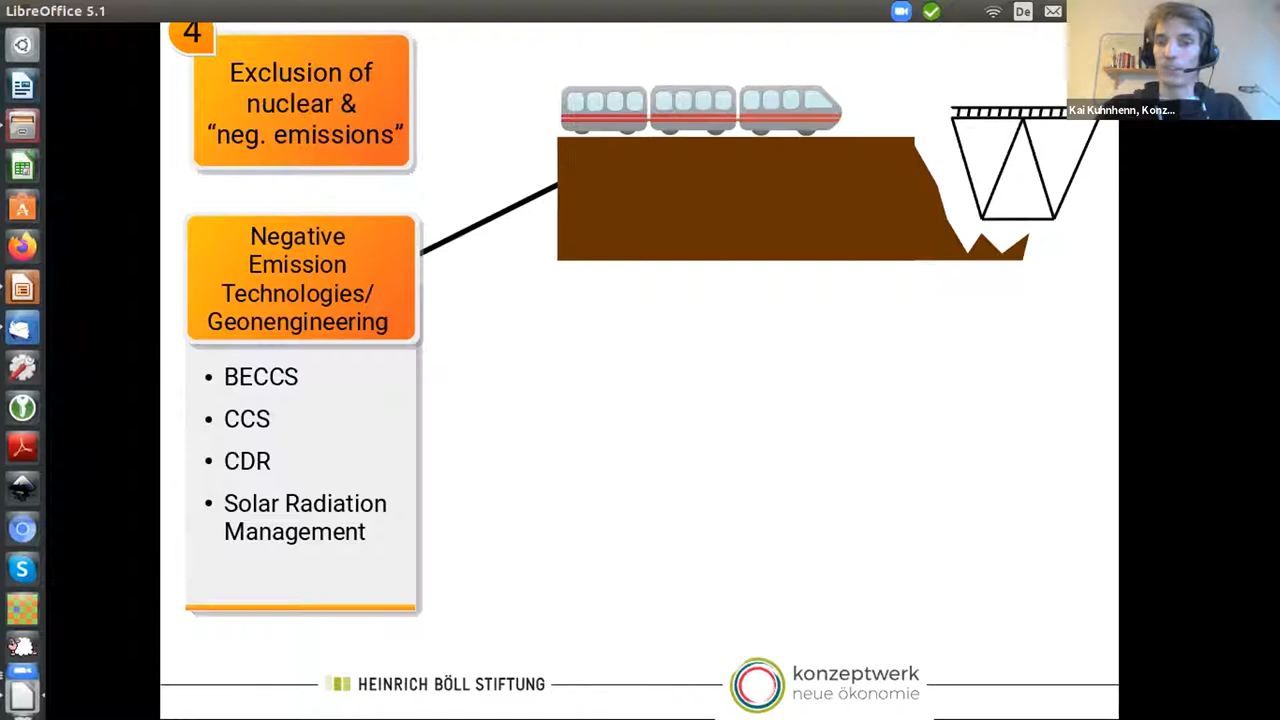 LibreOffice 5.1
De
Kai Kuhnhenn, Konz...
4
Exclusion of
nuclear &
“neg. emissions”
Negative
Emission
Technologies/
Geonengineering
• BECCS
• CCS
• CDR
• Solar Radiation
Management
HEINRICH BÖLL STIFTUNG
konzeptwerk
neue ökonomie